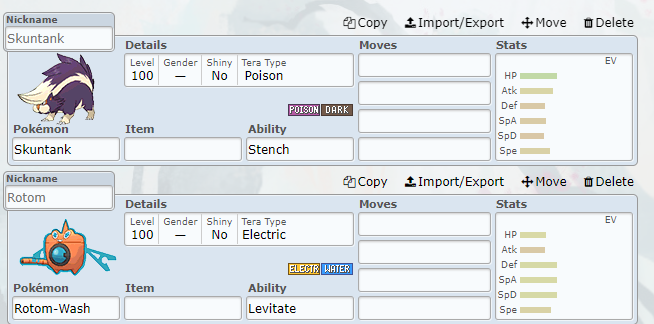 Nickname
Copy Import/Export Move Delete
Skuntank
Details Moves Stats
Level Gender Shiny Tera Type EV
100 — No Poison
HP
Atk
POISON DARK
Def
SpA
Pokémon Item Ability
SpD
Skuntank Stench
Spe
Nickname
Copy Import/Export Move Delete
Rotom
Details Moves Stats
Level Gender Shiny Tera Type EV
100 — No Electric
HP
Atk
ELECTR WATER
Def
SpA
Pokémon Item Ability
SpD
Rotom-Wash Levitate
Spe